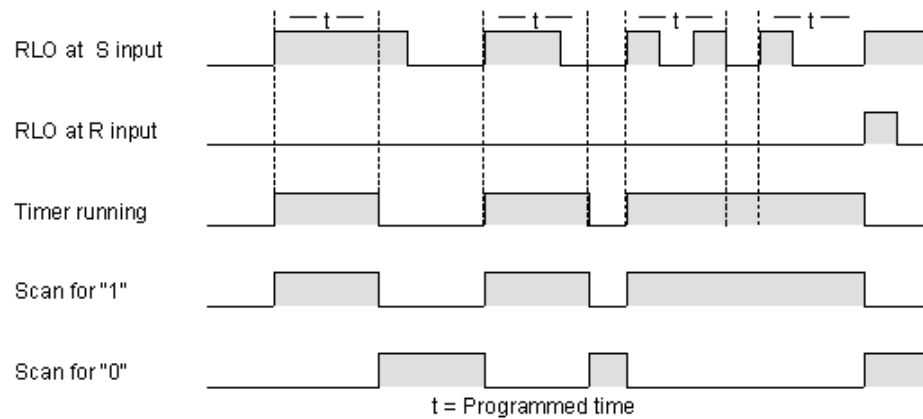 t t t t
RLO at S input
RLO at R input
Timer running
Scan for "1"
Scan for "0"
t = Programmed time